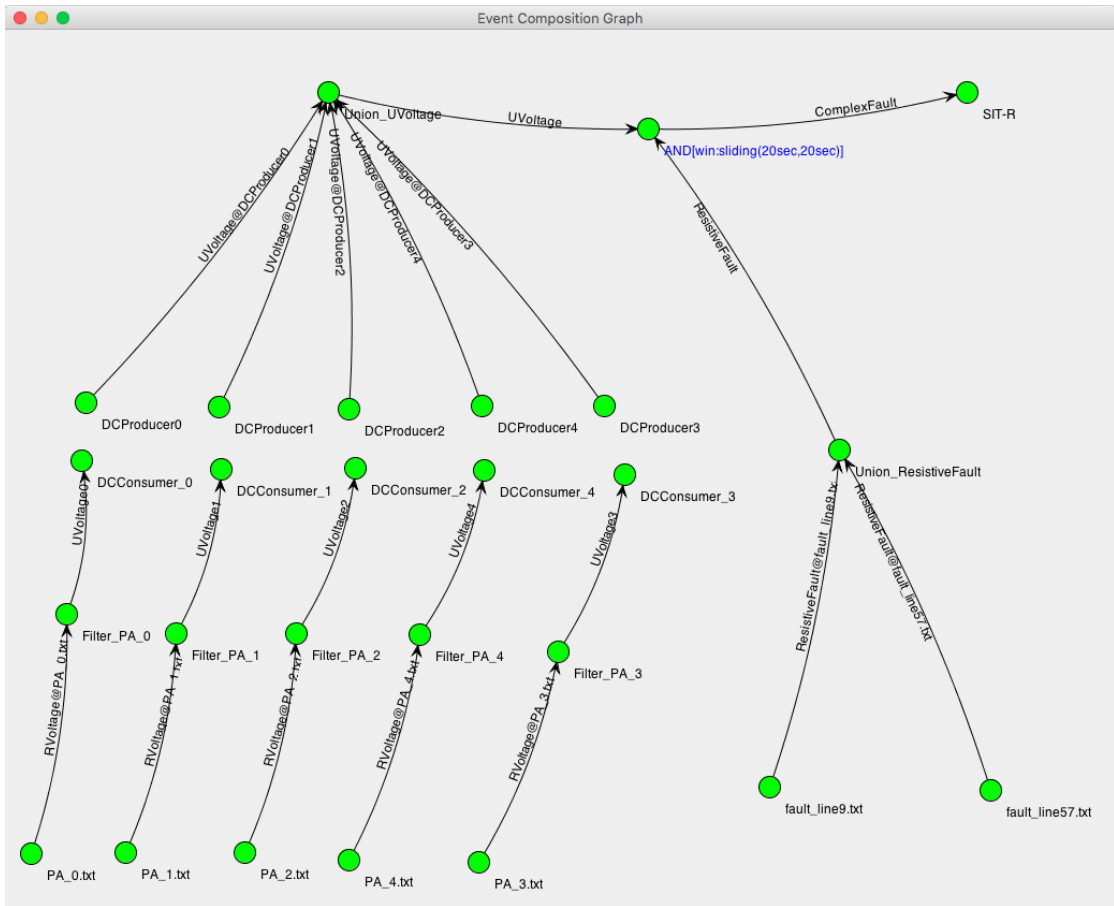 Event Composition Graph
Union_UVoltage
UVoltage
ComplexFault
SIT-R
AND[win:sliding(20sec,20sec)]
UVoltage@DCProducer0
UVoltage@DCProducer1
UVoltage@DCProducer2
UVoltage@DCProducer4
UVoltage@DCProducer3
ResistiveFault
DCProducer0
DCProducer1
DCProducer2
DCProducer4
DCProducer3
DCConsumer_0
DCConsumer_1
DCConsumer_2
DCConsumer_4
DCConsumer_3
Union_ResistiveFault
UVoltage0
UVoltage1
UVoltage2
UVoltage4
UVoltage3
ResistiveFault@fault_line9.txt
ResistiveFault@fault_line57.txt
Filter_PA_0
Filter_PA_1
Filter_PA_2
Filter_PA_4
Filter_PA_3
RVoltage@PA_0.txt
RVoltage@PA_1.txt
RVoltage@PA_2.txt
RVoltage@PA_4.txt
RVoltage@PA_3.txt
fault_line9.txt
fault_line57.txt
PA_0.txt
PA_1.txt
PA_2.txt
PA_4.txt
PA_3.txt